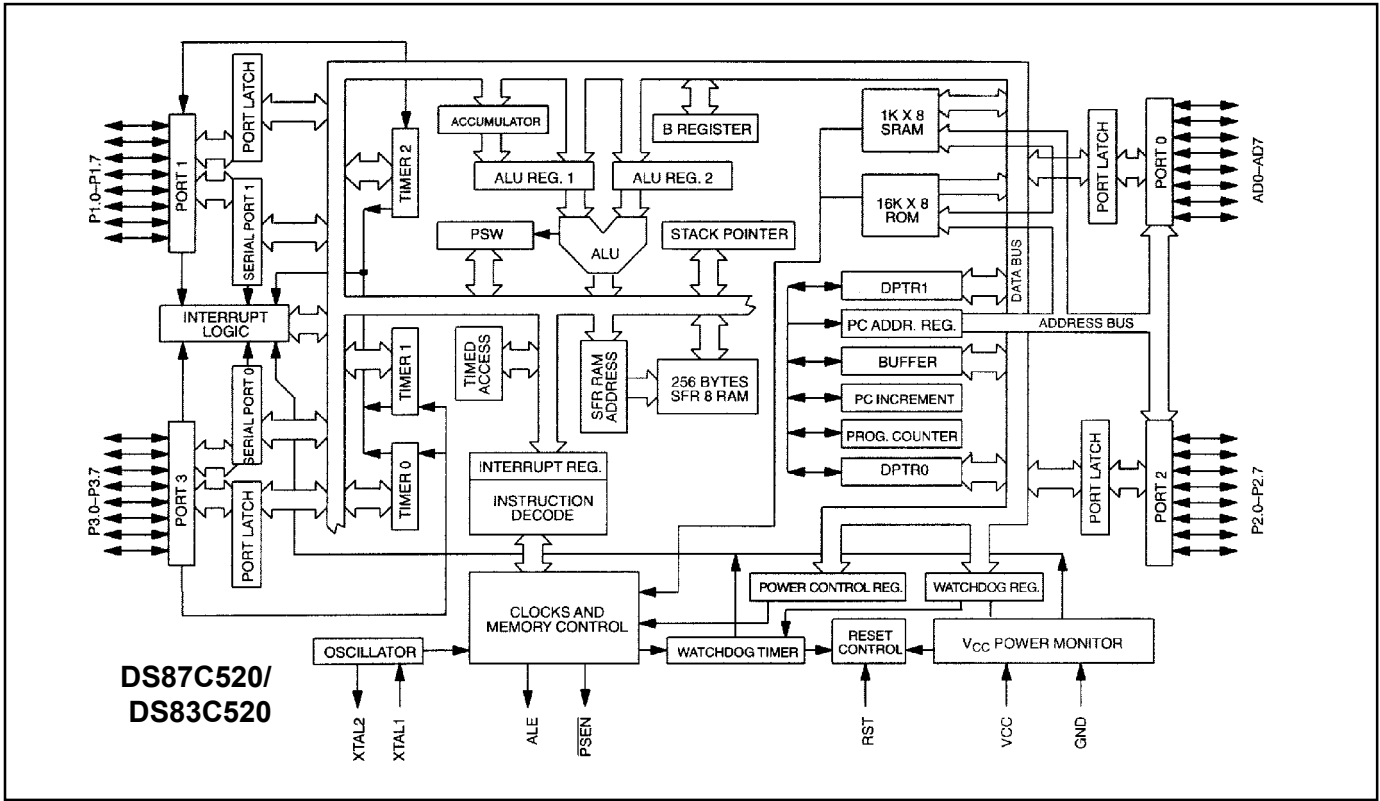 PORT LATCH
P1.0–P1.7
PORT 1
SERIAL PORT 1
TIMER 2
ACCUMULATOR
B REGISTER
ALU REG. 1
ALU REG. 2
PSW
ALU
STACK POINTER
1K X 8
SRAM
16K X 8
ROM
DATA BUS
PORT LATCH
PORT 0
AD0–AD7
INTERRUPT
LOGIC
DPTR1
PC ADDR. REG.
ADDRESS BUS
BUFFER
PC INCREMENT
PROG. COUNTER
DPTR0
TIMER 1
TIMED
ACCESS
SFR RAM
ADDRESS
256 BYTES
SFR 8 RAM
SERIAL PORT 0
P3.0–P3.7
PORT 3
PORT LATCH
TIMER 0
INTERRUPT REG.
INSTRUCTION
DECODE
PORT LATCH
PORT 2
P2.0–P2.7
CLOCKS AND
MEMORY CONTROL
POWER CONTROL REG.
WATCHDOG REG.
OSCILLATOR
WATCHDOG TIMER
RESET
CONTROL
VCC POWER MONITOR
DS87C520/
DS83C520
XTAL2
XTAL1
ALE
PSEN
RST
VCC
GND